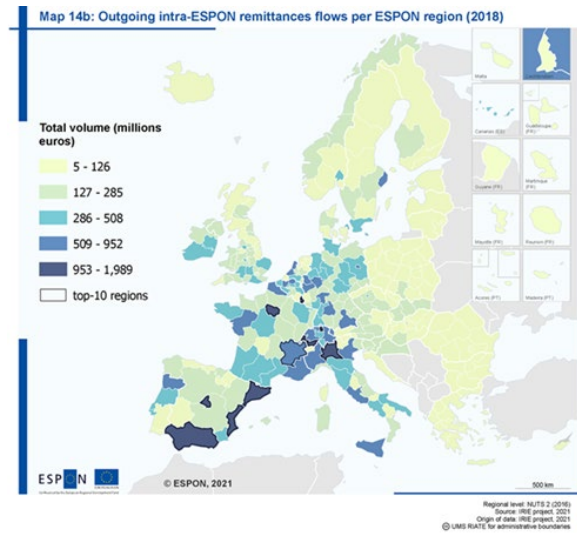 Map 14b: Outgoing intra-ESPON remittances flows per ESPON region (2018)
Malta
Liechtenstein
Canarias (ES)
Guadeloupe
(FR)
Guyane (FR)
Martinique
(FR)
Mayotte (FR)
Réunion (FR)
Acores (PT)
Madeira (PT)
Total volume (millions
euros)
5 - 126
127 - 285
286 - 508
509 - 952
953 - 1,989
top-10 regions
ESPON
© ESPON, 2021
500 km
Regional level: NUTS 2 (2016)
Source: IRIE project, 2021
Origin of data: IRIE project, 2021
© UMS RIATE for administrative boundaries